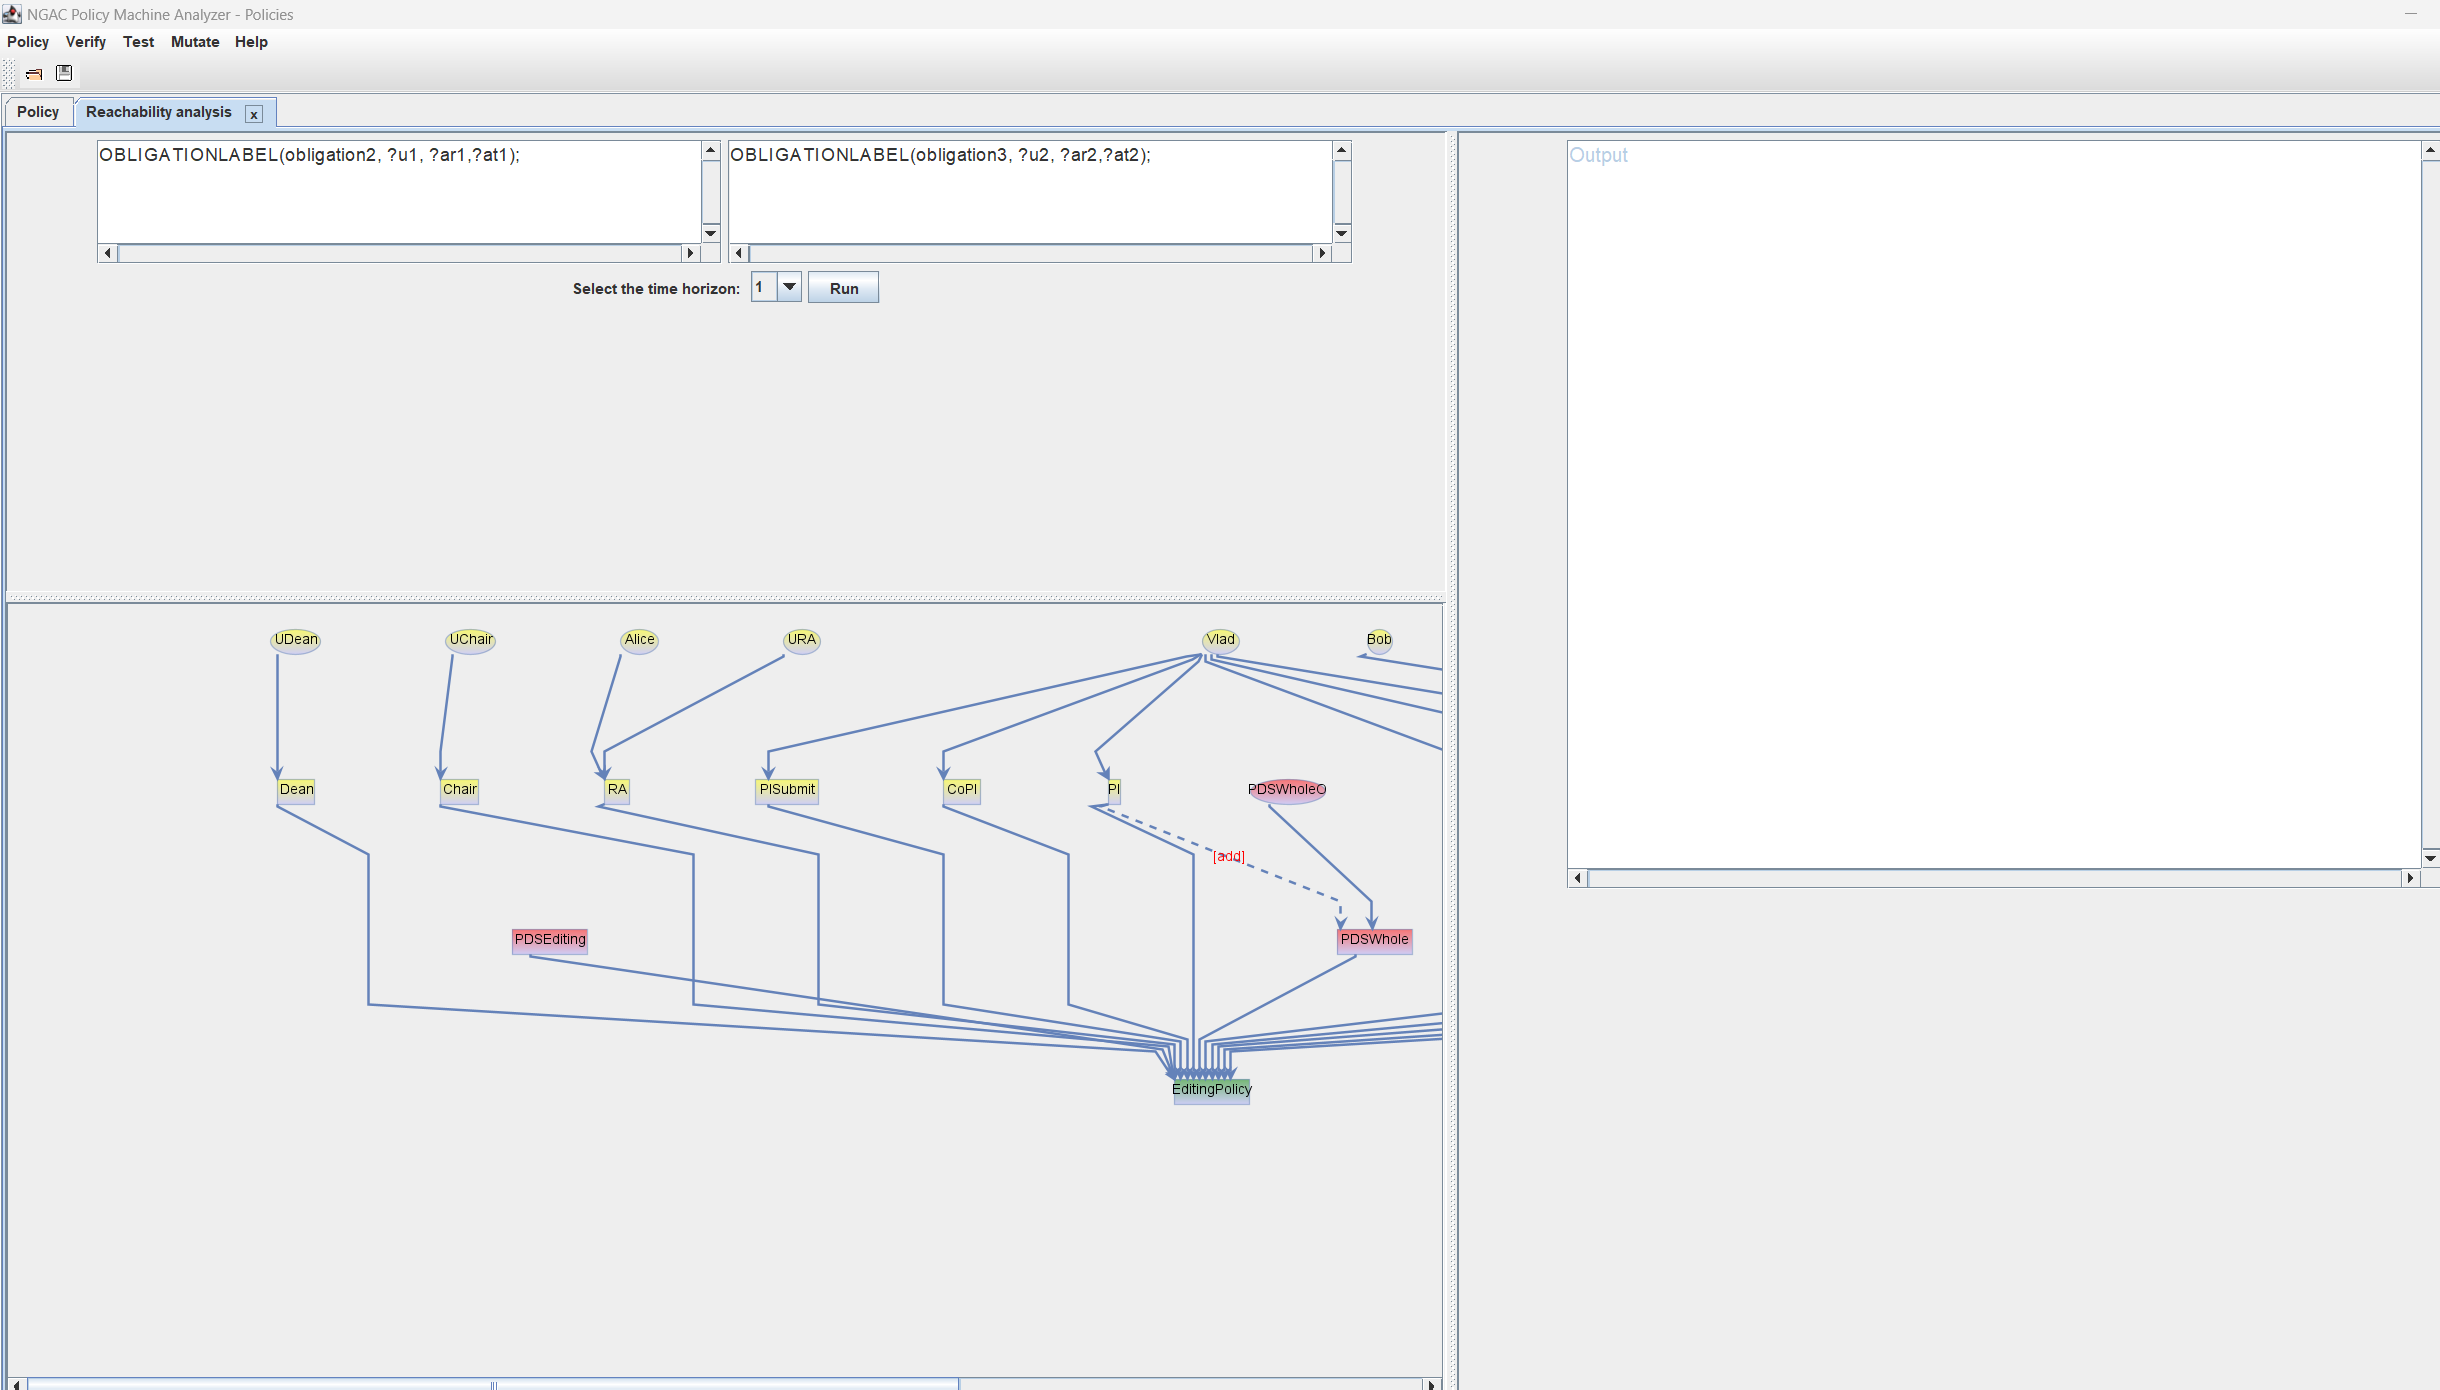 NGAC Policy Machine Analyzer - Policies
Policy Verify Test Mutate Help
Policy Reachability analysis x
OBLIGATIONLABEL(obligation2, ?u1, ?ar1,?at1);
OBLIGATIONLABEL(obligation3, ?u2, ?ar2,?at2);
Output
Select the time horizon: 1 Run
UDean UChair Alice URA Vlad Bob
Dean Chair RA PISubmit CoPI PI PDSWholeO
[add]
PDSEditing PDSWhole
EditingPolicy